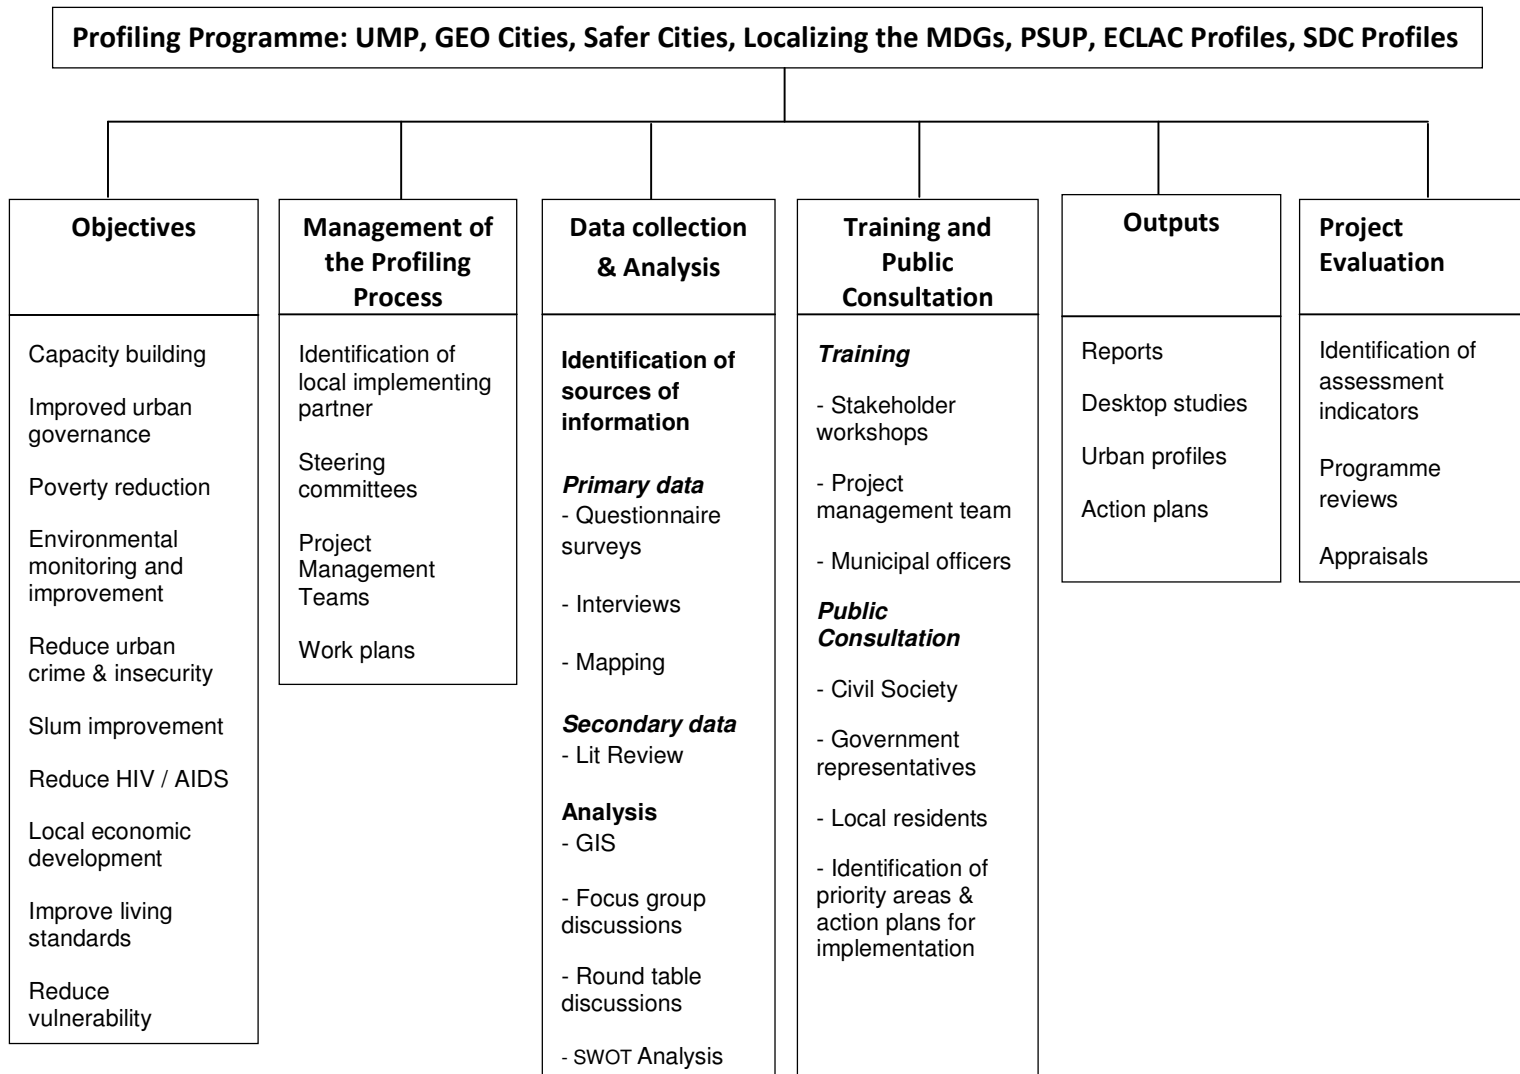 Profiling Programme: UMP, GEO Cities, Safer Cities, Localizing the MDGs, PSUP, ECLAC Profiles, SDC Profiles
Objectives
Capacity building
Improved urban
governance
Poverty reduction
Environmental
monitoring and
improvement
Reduce urban
crime & insecurity
Slum improvement
Reduce HIV / AIDS
Local economic
development
Improve living
standards
Reduce
vulnerability
Management of
the Profiling
Process
Identification of
local implementing
partner
Steering
committees
Project
Management
Teams
Work plans
Data collection
& Analysis
Identification of
sources of
information
Primary data
- Questionnaire
surveys
- Interviews
- Mapping
Secondary data
- Lit Review
Analysis
- GIS
- Focus group
discussions
- Round table
discussions
- SWOT Analysis
Training and
Public
Consultation
Training
- Stakeholder
workshops
- Project
management team
- Municipal officers
Public
Consultation
- Civil Society
- Government
representatives
- Local residents
- Identification of
priority areas &
action plans for
implementation
Outputs
Reports
Desktop studies
Urban profiles
Action plans
Project
Evaluation
Identification of
assessment
indicators
Programme
reviews
Appraisals